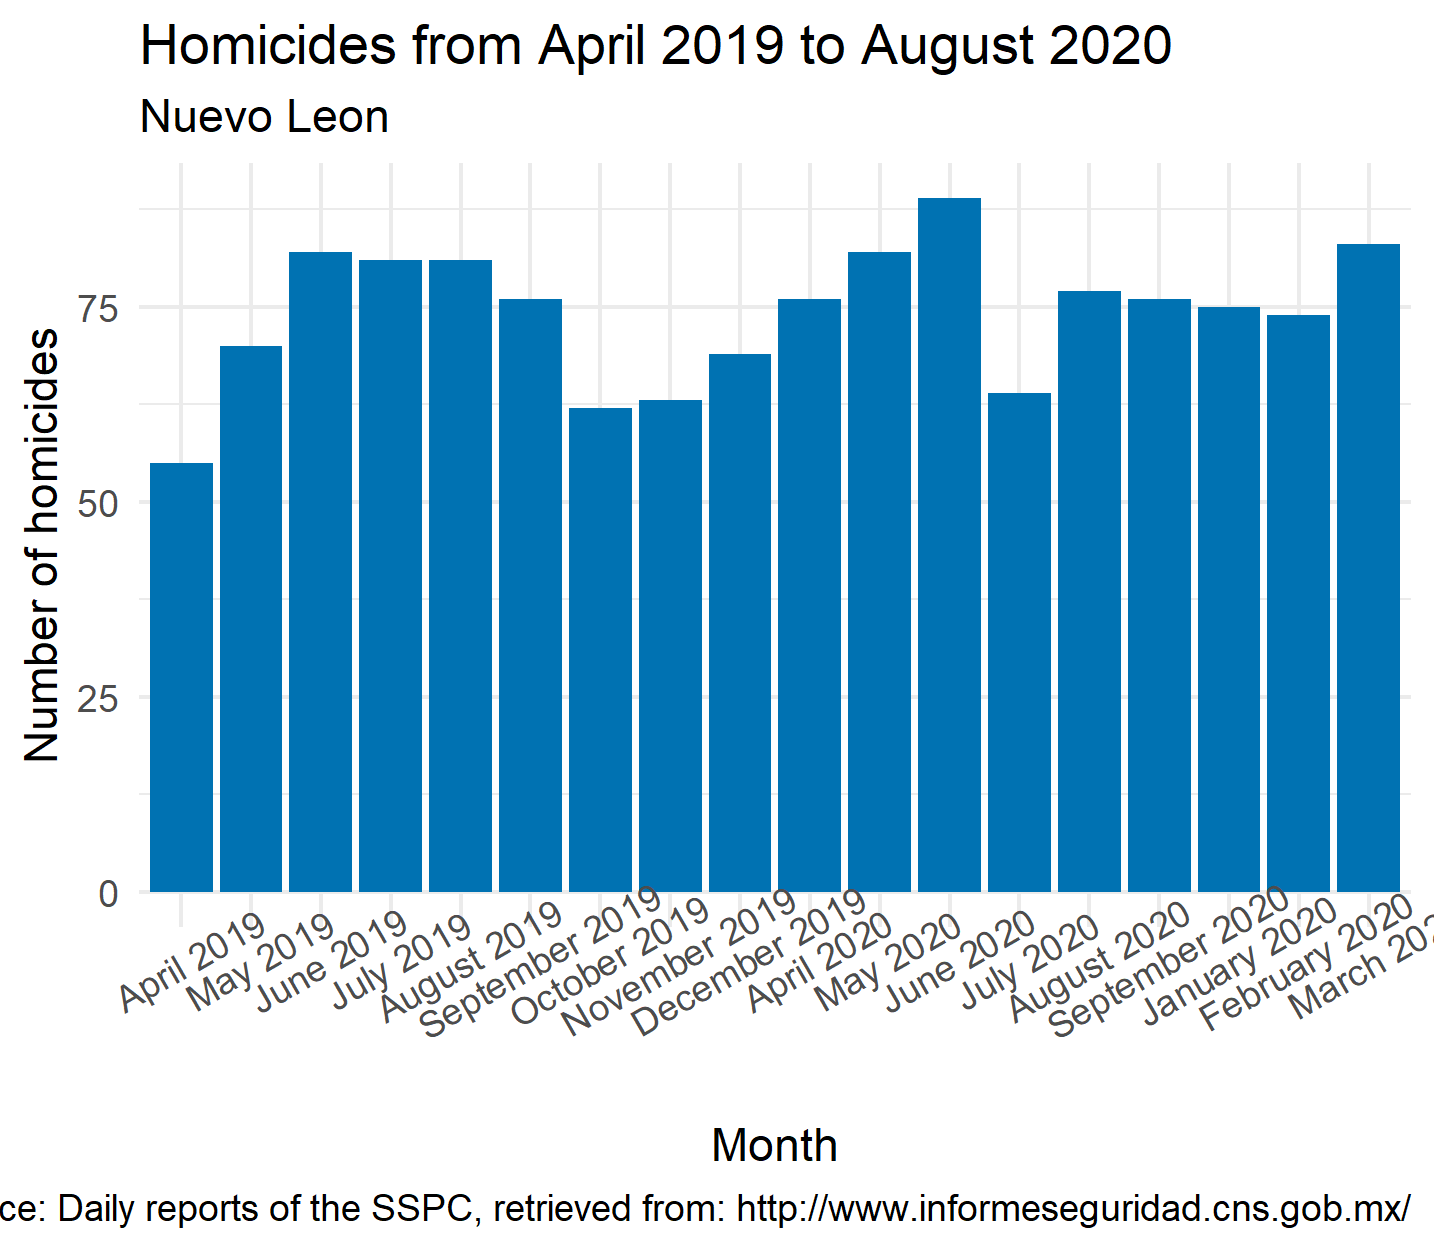 Homicides from April 2019 to August 2020
Nuevo Leon
Number of homicides
75
50
25
0
April 2019
May 2019
June 2019
July 2019
August 2019
September 2019
October 2019
November 2019
December 2019
April 2020
May 2020
June 2020
July 2020
August 2020
September 2020
January 2020
February 2020
March 202
Month
ce: Daily reports of the SSPC, retrieved from: http://www.informeseguridad.cns.gob.mx/